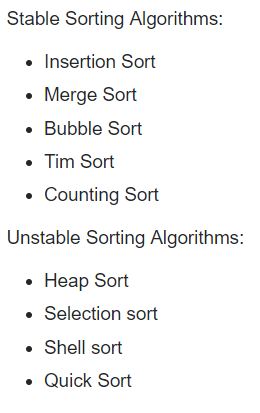 Stable Sorting Algorithms:
• Insertion Sort
• Merge Sort
• Bubble Sort
• Tim Sort
• Counting Sort
Unstable Sorting Algorithms:
• Heap Sort
• Selection sort
• Shell sort
• Quick Sort